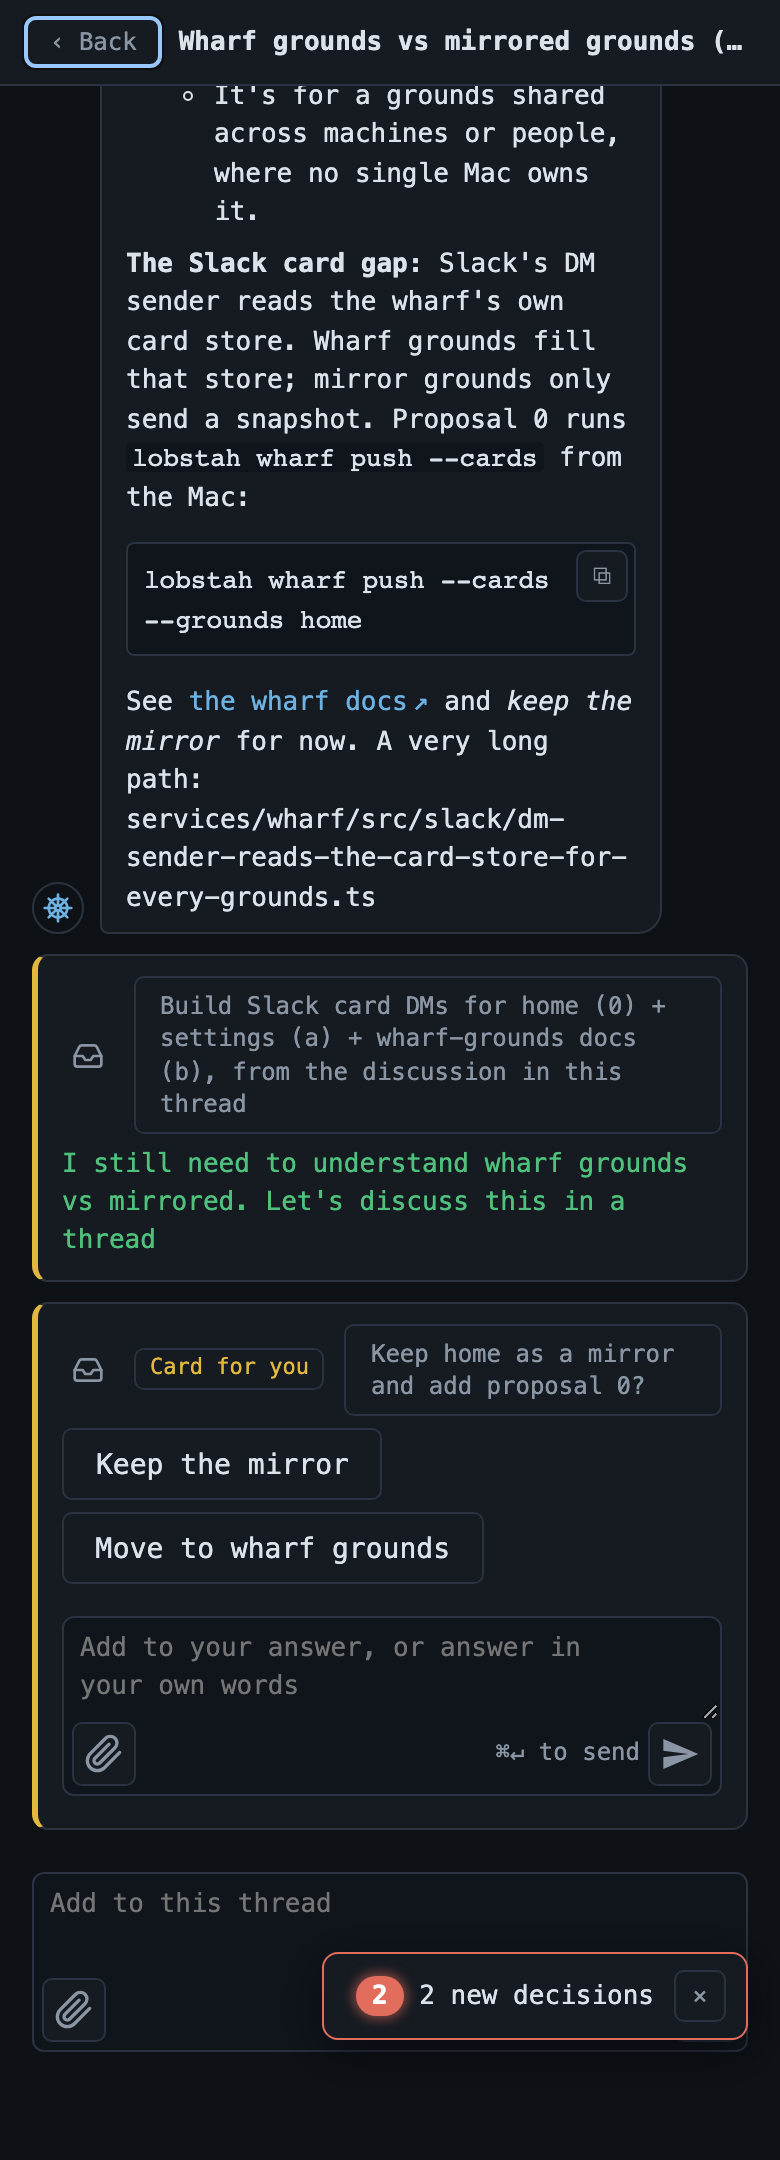 ‹ Back
Wharf grounds vs mirrored grounds (…
It's for a grounds shared
across machines or people,
where no single Mac owns
it.
The Slack card gap: Slack's DM
sender reads the wharf's own
card store. Wharf grounds fill
that store; mirror grounds only
send a snapshot. Proposal 0 runs
lobstah wharf push --cards from
the Mac:
lobstah wharf push --cards
--grounds home
See the wharf docs↗ and keep the
mirror for now. A very long
path:
services/wharf/src/slack/dm-
sender-reads-the-card-store-for-
every-grounds.ts
Build Slack card DMs for home (0) +
settings (a) + wharf-grounds docs
(b), from the discussion in this
thread
I still need to understand wharf grounds
vs mirrored. Let's discuss this in a
thread
Card for you
Keep home as a mirror
and add proposal 0?
Keep the mirror
Move to wharf grounds
Add to your answer, or answer in
your own words
⌘↵ to send
Add to this thread
2
2 new decisions
×